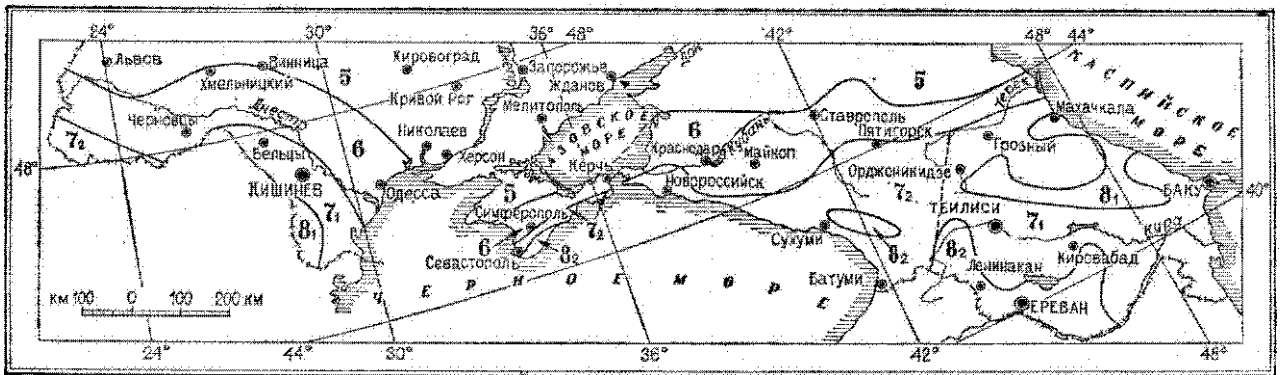 24° 30° 36° 48° 42° 48° 44°
ЛЬВОВ
Хмельницкий
Винница
5
Кировоград
Кривой Рог
Запорожье
Жданов
Мелитополь
Дон
5
КАСПИЙСКОЕ
МОРЕ
Терек
Махачкала
Черновцы
Днестр
Николаев
Херсон
АЗОВСКОЕ
МОРЕ
6
Кубань
Ставрополь
Пятигорск
Грозный
Краснодар
Майкоп
7₂
Бельцы
6
Керчь
Орджоникидзе
48°
КИШИНЕВ
Одесса
5
Новороссийск
7₂
8₁
БАКУ
40°
8₁
7₁
Симферополь
7₂
ТБИЛИСИ
7₁
Кура
6
8₂
Севастополь
Сухуми
8₂
8₂
Ленинакан
Кировабад
км 100 0 100 200 км
ЧЕРНОЕ МОРЕ
Батуми
ЕРЕВАН
24° 44° 30° 36° 42° 48°